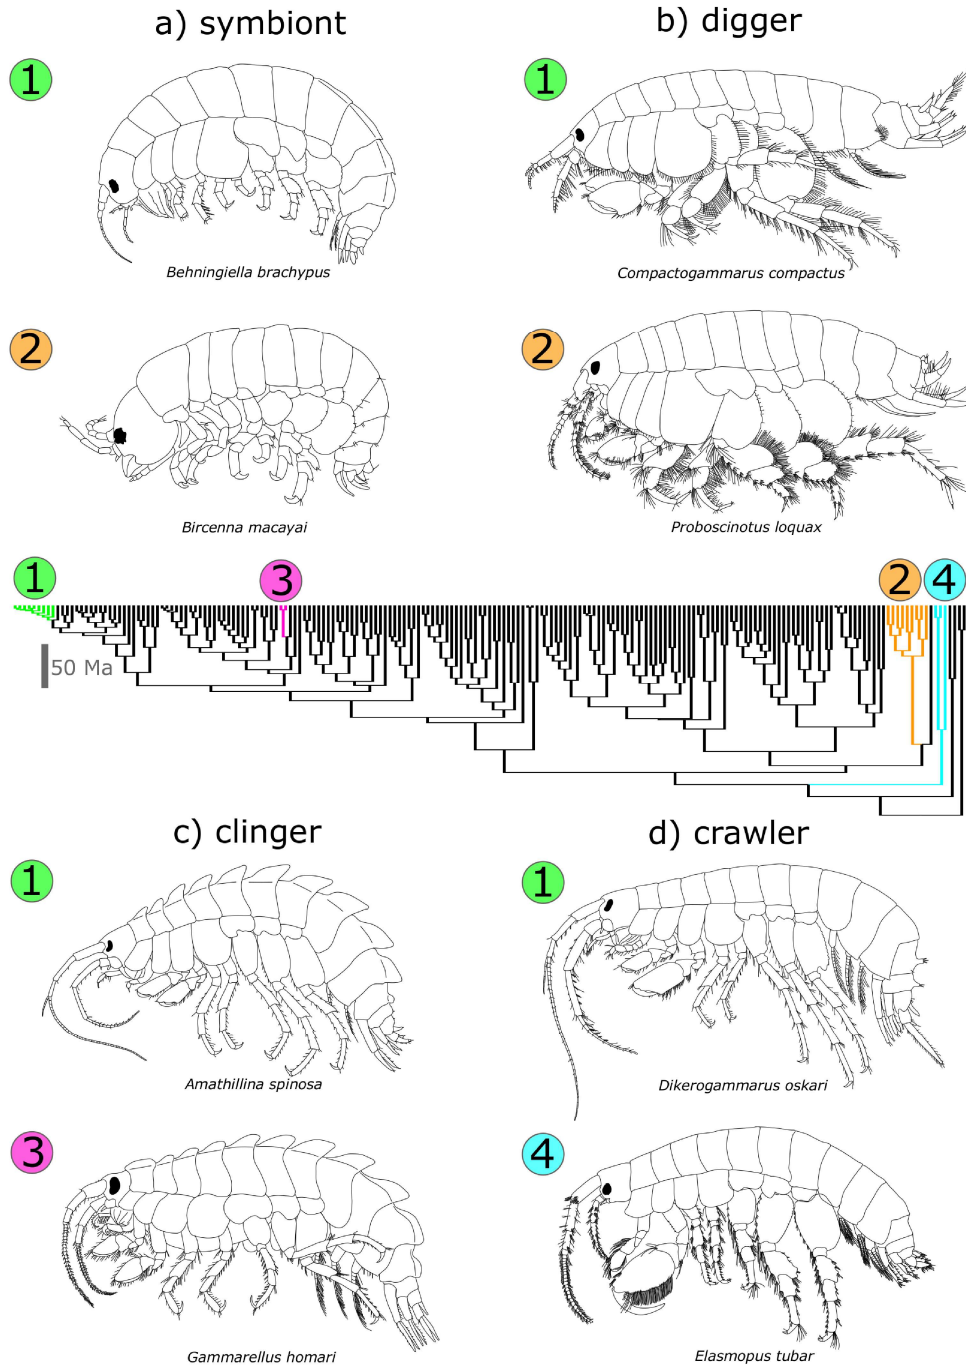 a) symbiont
b) digger
1
1
Behningiella brachypus
Compactogammarus compactus
2
2
Bircenna macayai
Proboscinotus loquax
1
3
2
4
50 Ma
c) clinger
d) crawler
1
1
Amathillina spinosa
Dikerogammarus oskari
3
4
Gammarellus homari
Elasmopus tubar